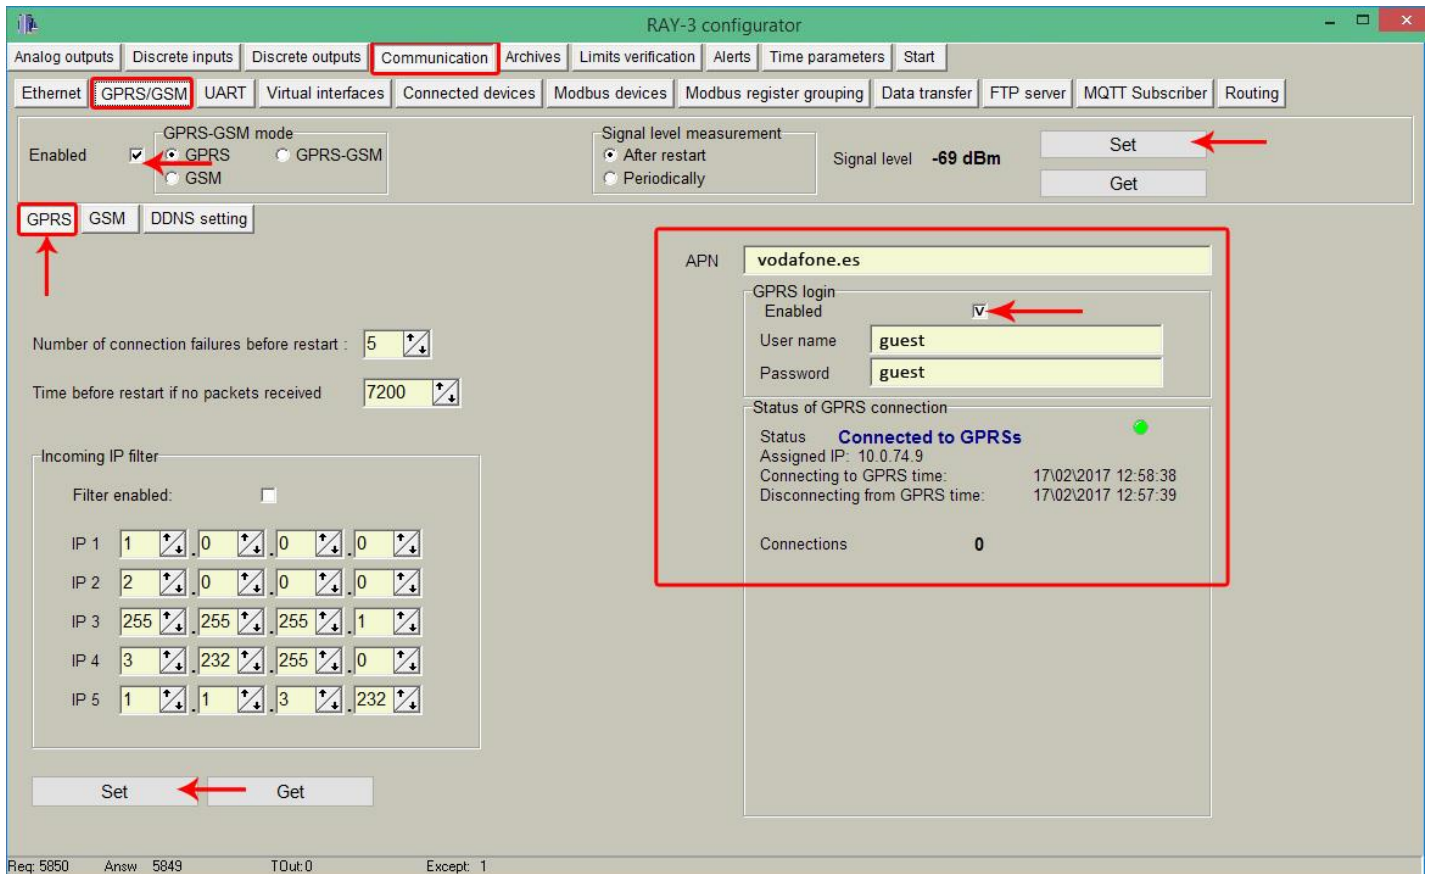 RAY-3 configurator
Analog outputs Discrete inputs Discrete outputs Communication Archives Limits verification Alerts Time parameters Start
Ethernet GPRS/GSM UART Virtual interfaces Connected devices Modbus devices Modbus register grouping Data transfer FTP server MQTT Subscriber Routing
GPRS-GSM mode
Enabled GPRS GPRS-GSM
GSM
Signal level measurement
After restart
Periodically
Signal level -69 dBm
Set
Get
GPRS GSM DDNS setting
Number of connection failures before restart : 5
Time before restart if no packets received 7200
Incoming IP filter
Filter enabled:
IP 1 1 .0 .0 .0
IP 2 2 .0 .0 .0
IP 3 255 .255 .255 .1
IP 4 3 .232 .255 .0
IP 5 1 .1 .3 .232
Set Get
APN vodafone.es
GPRS login
Enabled
User name guest
Password guest
Status of GPRS connection
Status Connected to GPRSs
Assigned IP: 10.0.74.9
Connecting to GPRS time: 17\02\2017 12:58:38
Disconnecting from GPRS time: 17\02\2017 12:57:39
Connections 0
Req: 5850 Answ 5849 TOut: 0 Except: 1